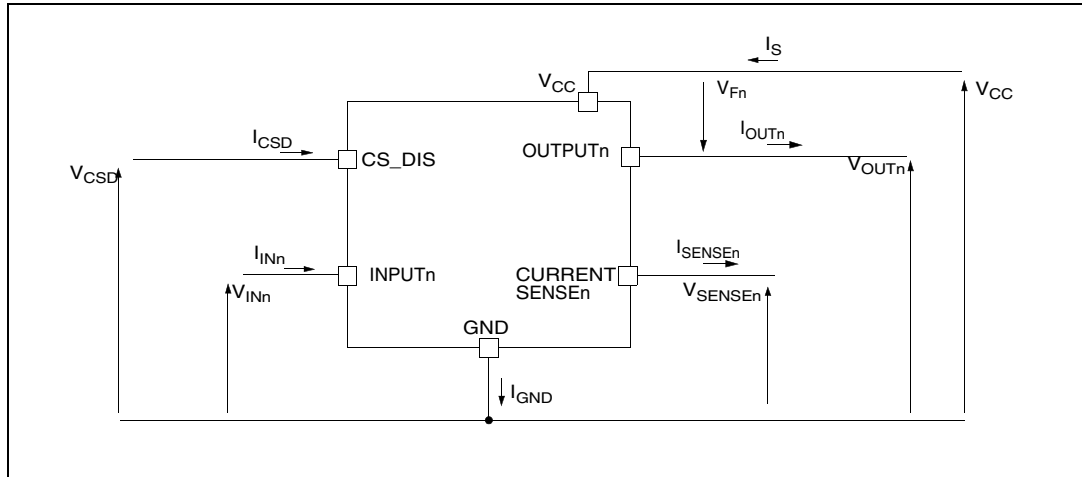 I_S
V_CC
V_Fn
V_CC
I_CSD
I_OUTn
OUTPUTn
CS_DIS
V_CSD
V_OUTn
I_INn
I_SENSEn
INPUTn
CURRENT
SENSEn
V_INn
V_SENSEn
GND
I_GND